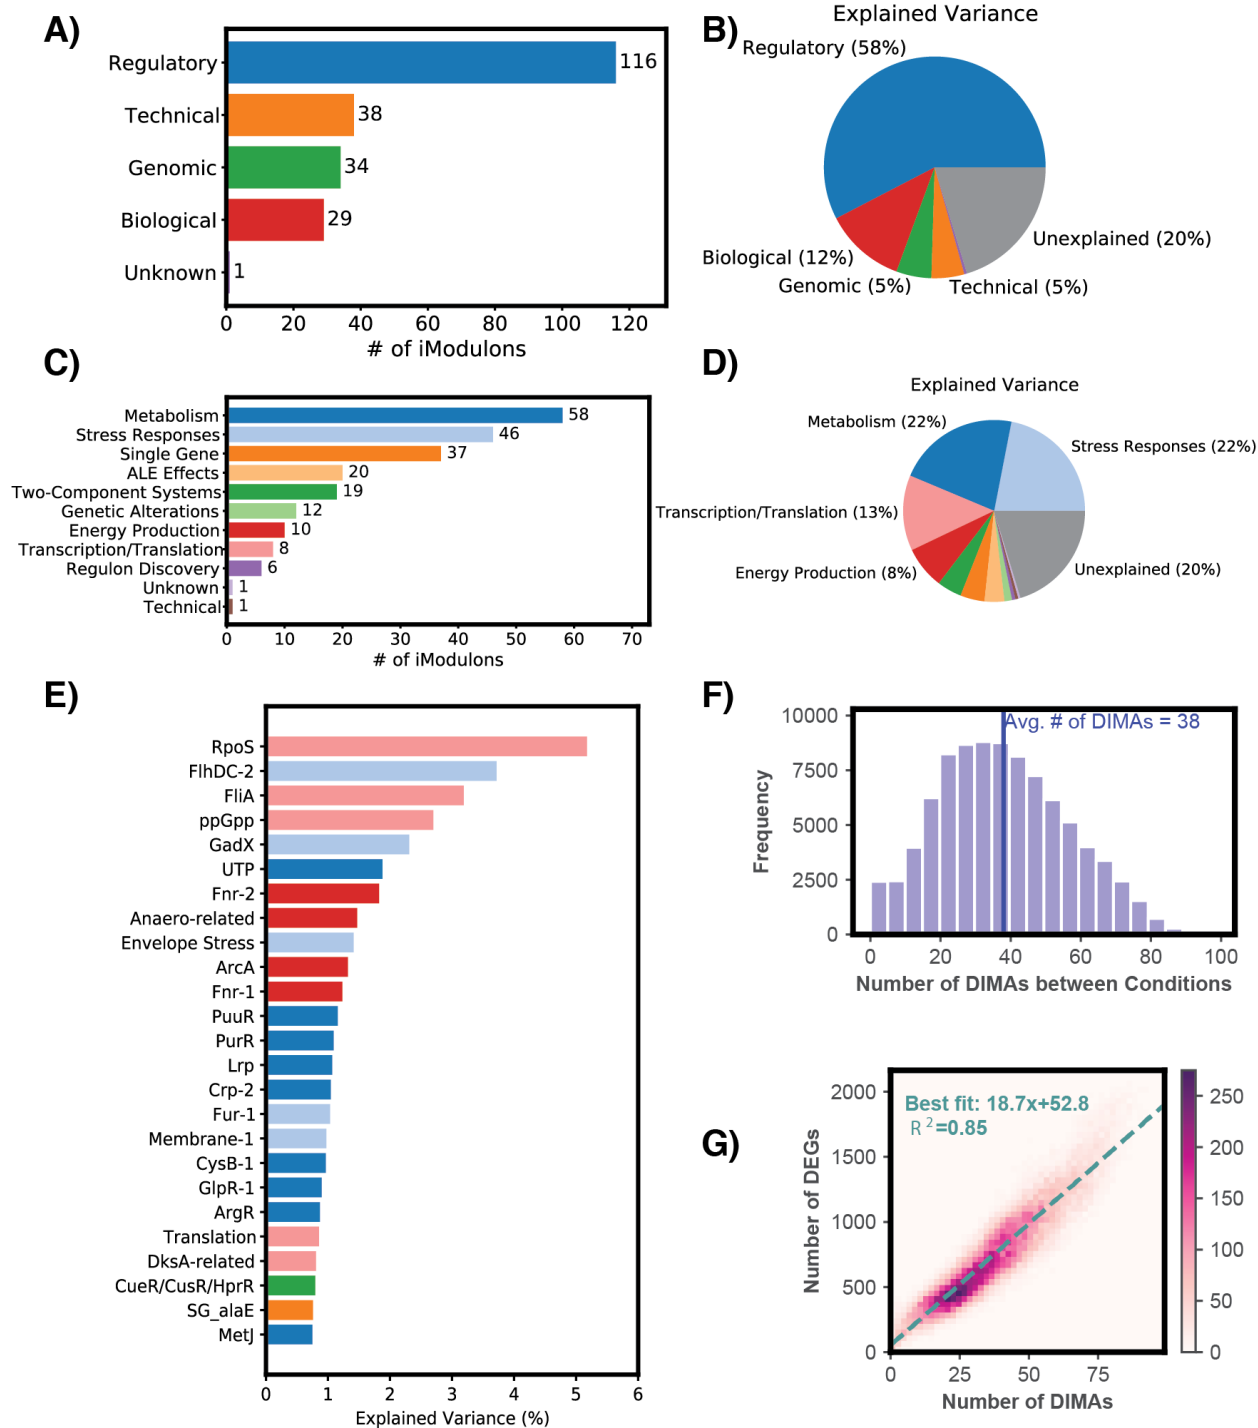 A)
Regulatory
Technical
Genomic
Biological
Unknown
116
38
34
29
1
0 20 40 60 80 100 120
# of iModulons
B)
Explained Variance
Regulatory (58%)
Biological (12%)
Genomic (5%)
Technical (5%)
Unexplained (20%)
C)
Metabolism 58
Stress Responses 46
Single Gene 37
ALE Effects 20
Two-Component Systems 19
Genetic Alterations 12
Energy Production 10
Transcription/Translation 8
Regulon Discovery 6
Unknown 1
Technical 1
0 10 20 30 40 50 60 70
# of iModulons
D)
Explained Variance
Metabolism (22%)
Stress Responses (22%)
Transcription/Translation (13%)
Energy Production (8%)
Unexplained (20%)
E)
RpoS
FlhDC-2
FliA
ppGpp
GadX
UTP
Fnr-2
Anaero-related
Envelope Stress
ArcA
Fnr-1
PuuR
PurR
Lrp
Crp-2
Fur-1
Membrane-1
CysB-1
GlpR-1
ArgR
Translation
DksA-related
CueR/CusR/HprR
SG_alaE
MetJ
0 1 2 3 4 5 6
Explained Variance (%)
F)
Avg. # of DIMAs = 38
10000
7500
5000
2500
0
Frequency
0 20 40 60 80 100
Number of DIMAs between Conditions
G)
Best fit: 18.7x+52.8
R²=0.85
2000
1500
1000
500
0
Number of DEGs
0 25 50 75
Number of DIMAs
250
200
150
100
50
0